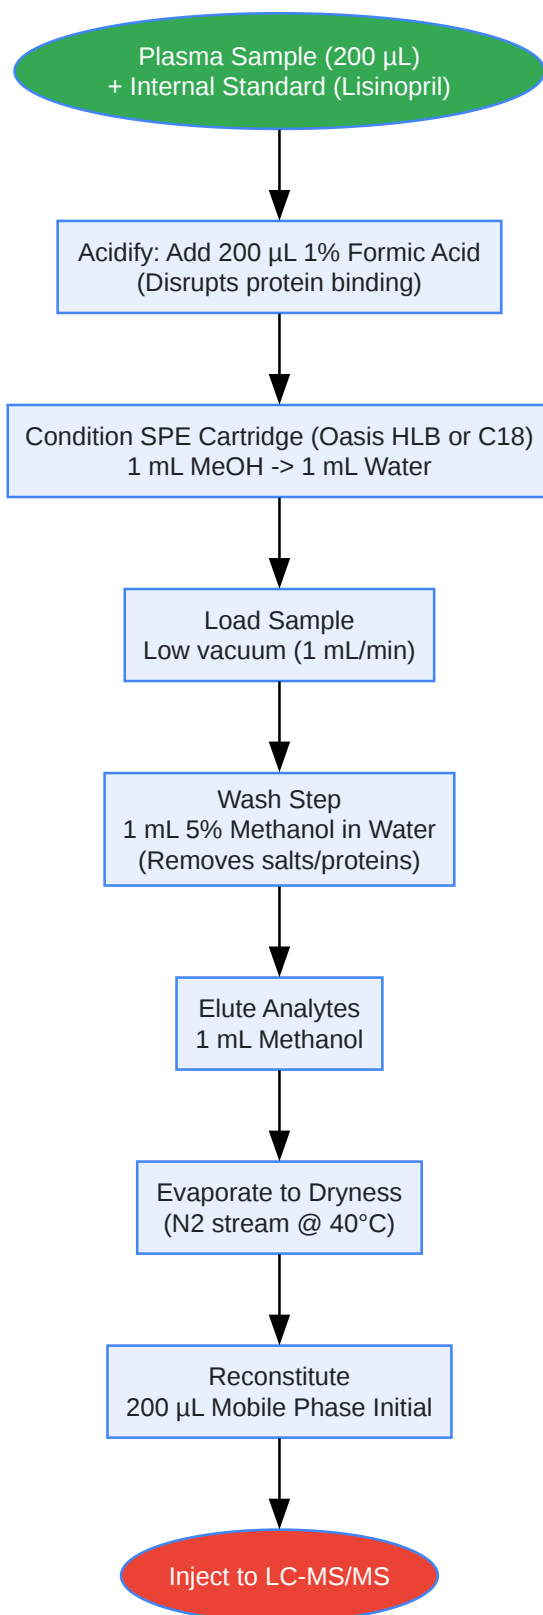 Plasma Sample (200 µL)
+ Internal Standard (Lisinopril)
Acidify: Add 200 µL 1% Formic Acid
(Disrupts protein binding)
Condition SPE Cartridge (Oasis HLB or C18)
1 mL MeOH -> 1 mL Water
Load Sample
Low vacuum (1 mL/min)
Wash Step
1 mL 5% Methanol in Water
(Removes salts/proteins)
Elute Analytes
1 mL Methanol
Evaporate to Dryness
(N2 stream @ 40°C)
Reconstitute
200 µL Mobile Phase Initial
Inject to LC-MS/MS